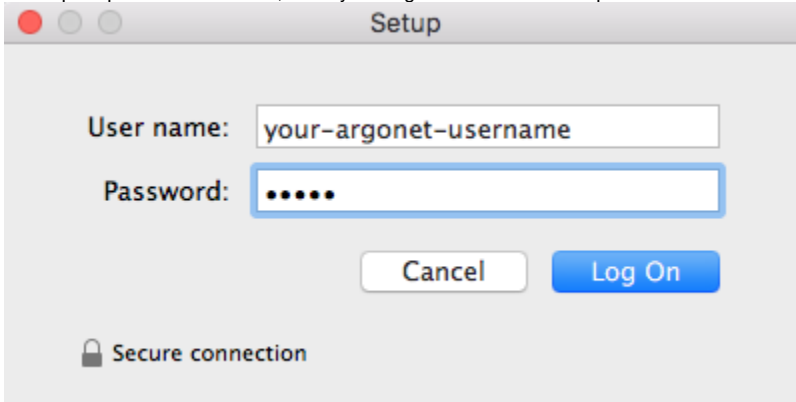 Setup
User name: your-argonet-username
Password: •••••
Cancel Log On
Secure connection